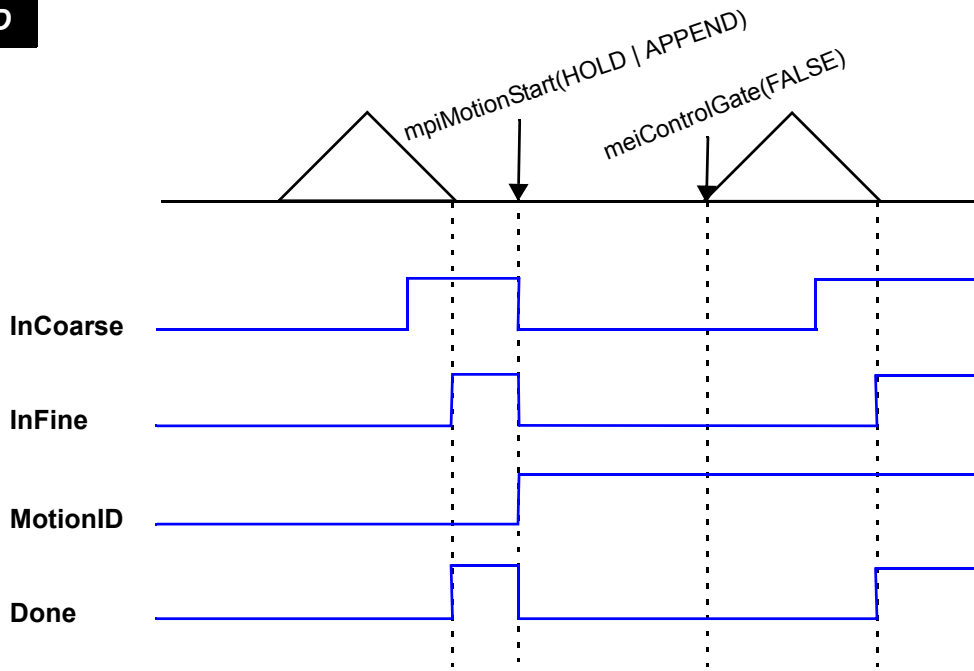 D
mpiMotionStart(HOLD | APPEND)
meiControlGate(FALSE)
InCoarse
InFine
MotionID
Done